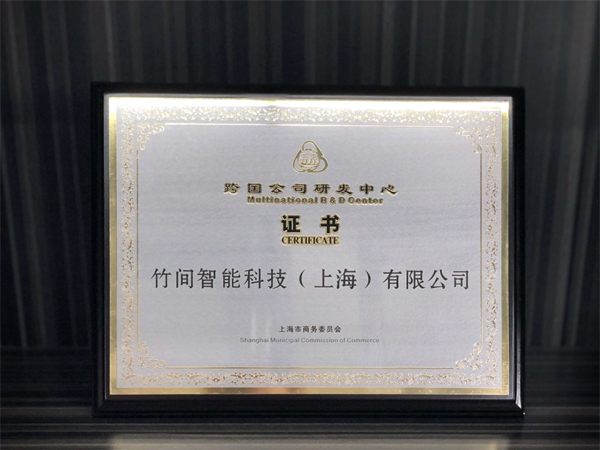 跨国公司研发中心
Multinational R & D Center
证书
CERTIFICATE
竹间智能科技（上海）有限公司
上海市商务委员会
Shanghai Municipal Commission of Commerce